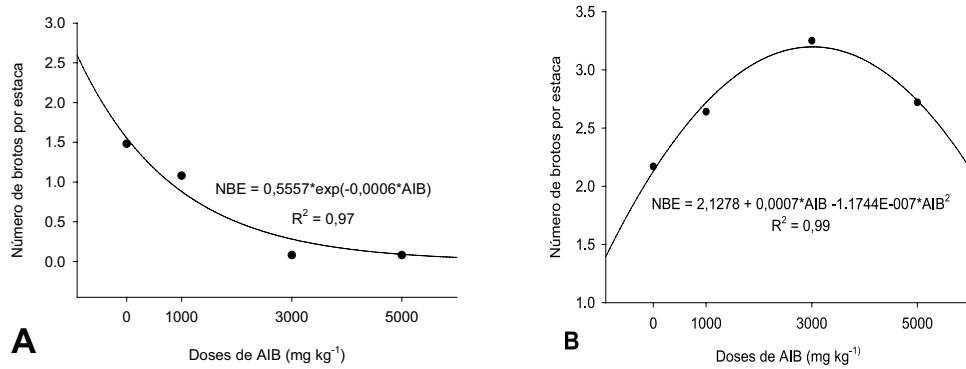 3.0
2.5
2.0
1.5
1.0
0.5
0.0
Número de brotos por estaca
NBE = 0,5557*exp(-0,0006*AIB)
R² = 0,97
0 1000 3000 5000
A
Doses de AIB (mg kg⁻¹)
3.5
3.0
2.5
2.0
1.5
1.0
Número de brotos por estaca
NBE = 2,1278 + 0,0007*AIB -1.1744E-007*AIB²
R² = 0,99
0 1000 3000 5000
B
Doses de AIB (mg kg⁻¹⁾